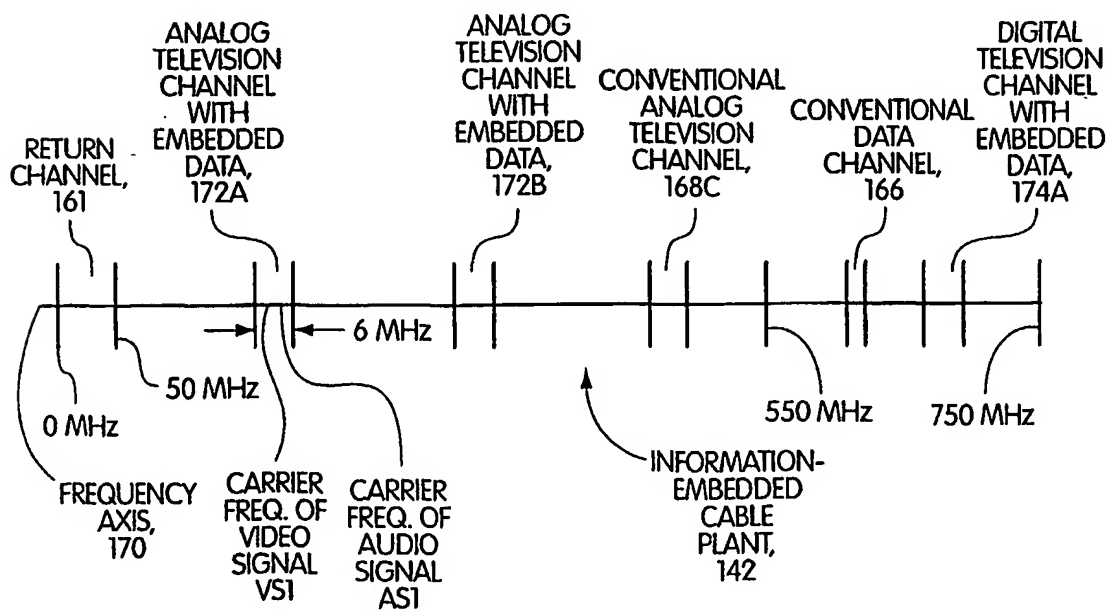 RETURN
CHANNEL,
161
ANALOG
TELEVISION
CHANNEL
WITH
EMBEDDED
DATA,
172A
ANALOG
TELEVISION
CHANNEL
WITH
EMBEDDED
DATA,
172B
CONVENTIONAL
ANALOG
TELEVISION
CHANNEL,
168C
CONVENTIONAL
DATA
CHANNEL,
166
DIGITAL
TELEVISION
CHANNEL
WITH
EMBEDDED
DATA,
174A
6 MHz
0 MHz
50 MHz
550 MHz
750 MHz
FREQUENCY
AXIS,
170
CARRIER
FREQ. OF
VIDEO
SIGNAL
VS1
CARRIER
FREQ. OF
AUDIO
SIGNAL
AS1
INFORMATION-
EMBEDDED
CABLE
PLANT,
142